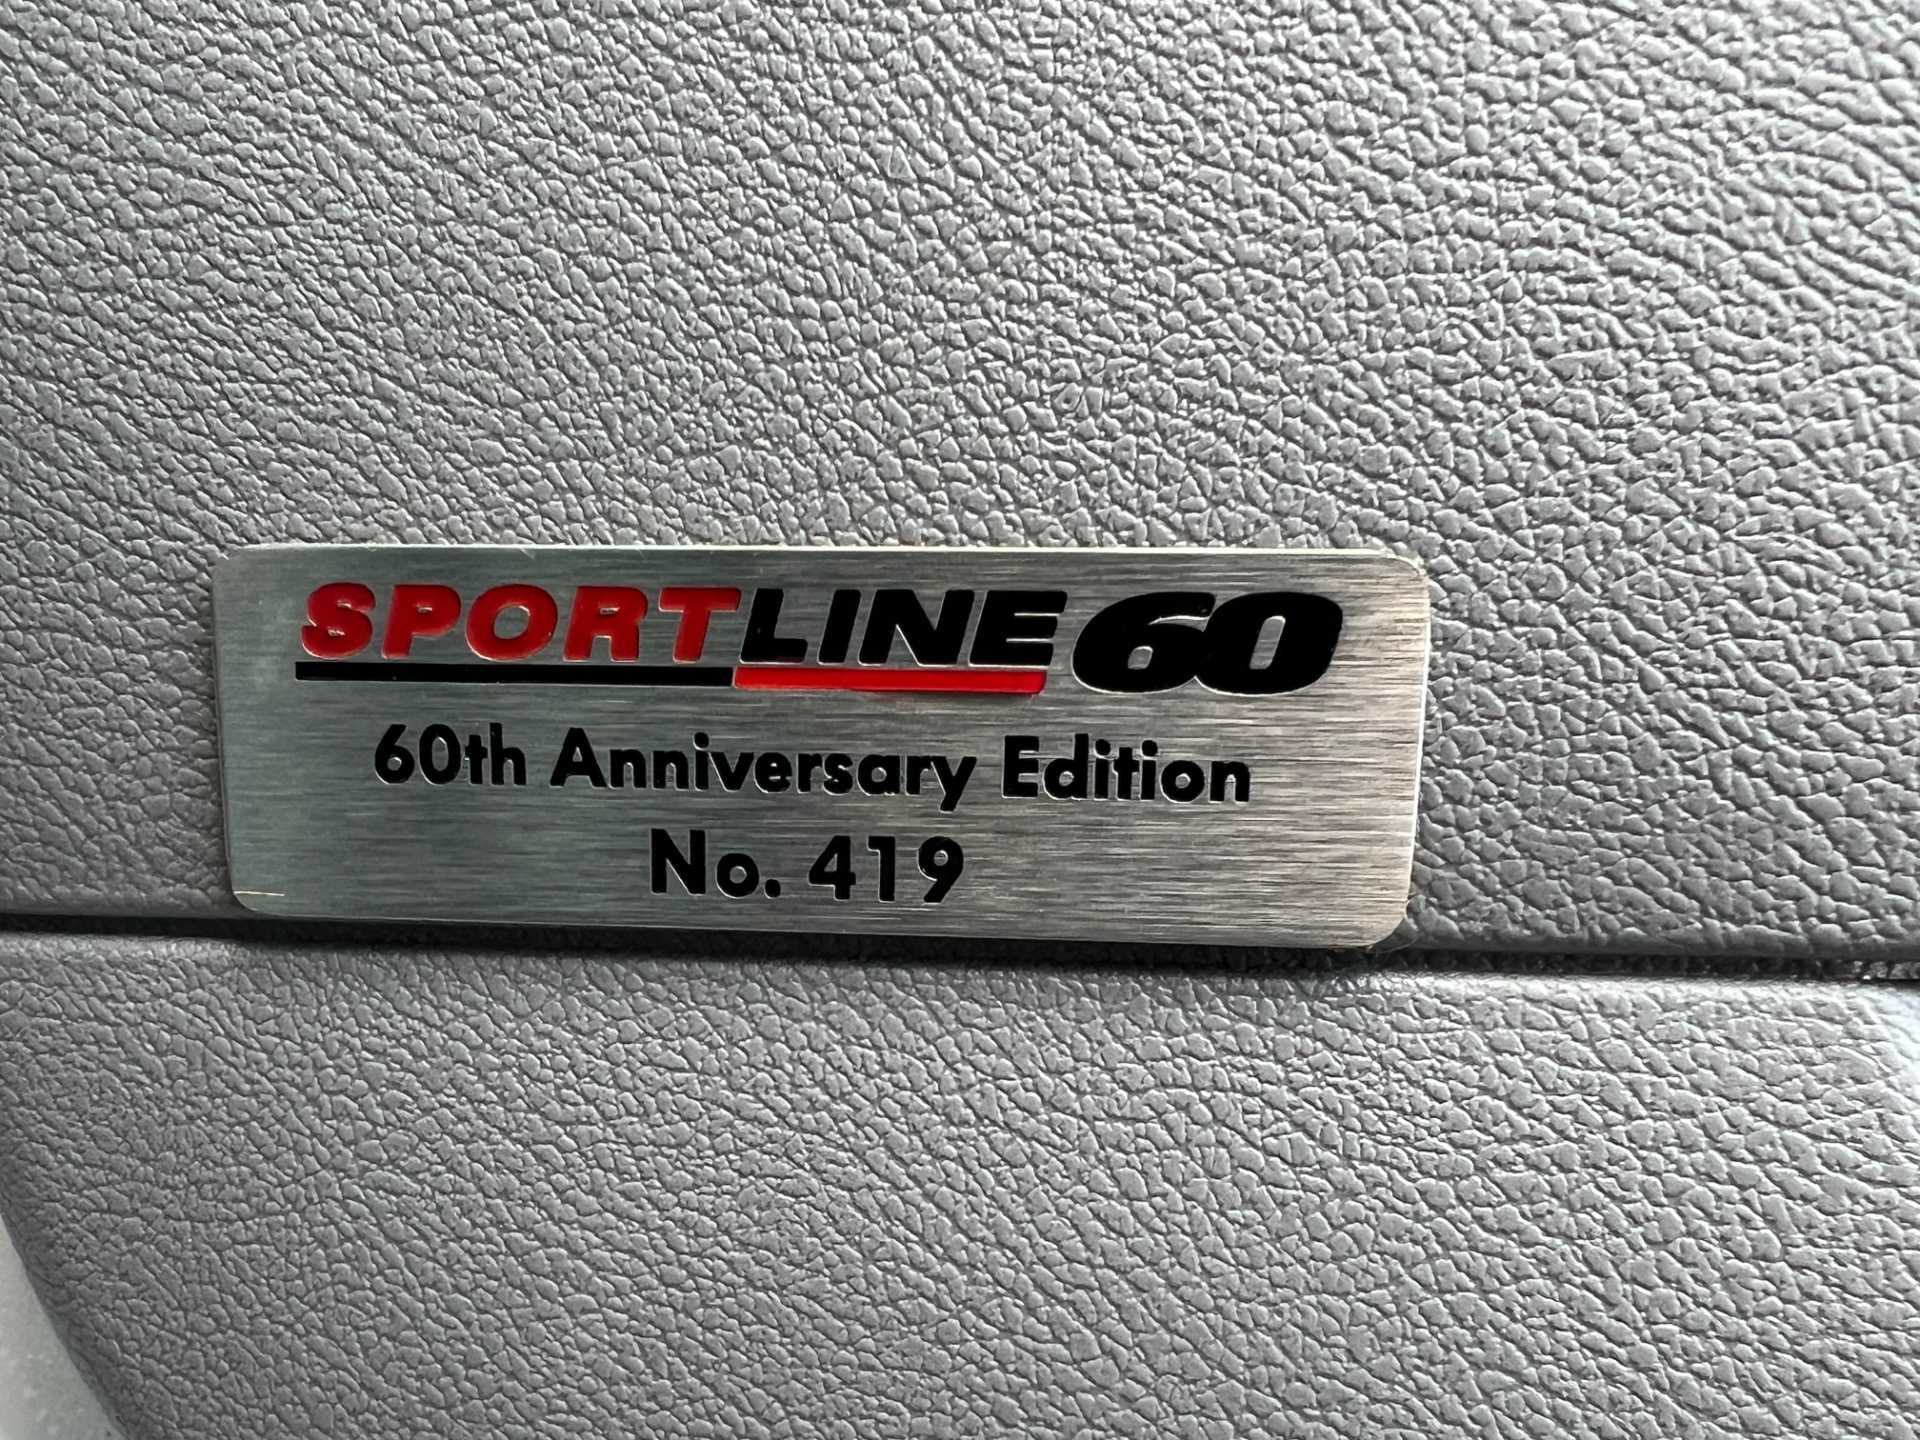 SPORTLINE60
60th Anniversary Edition
No. 419